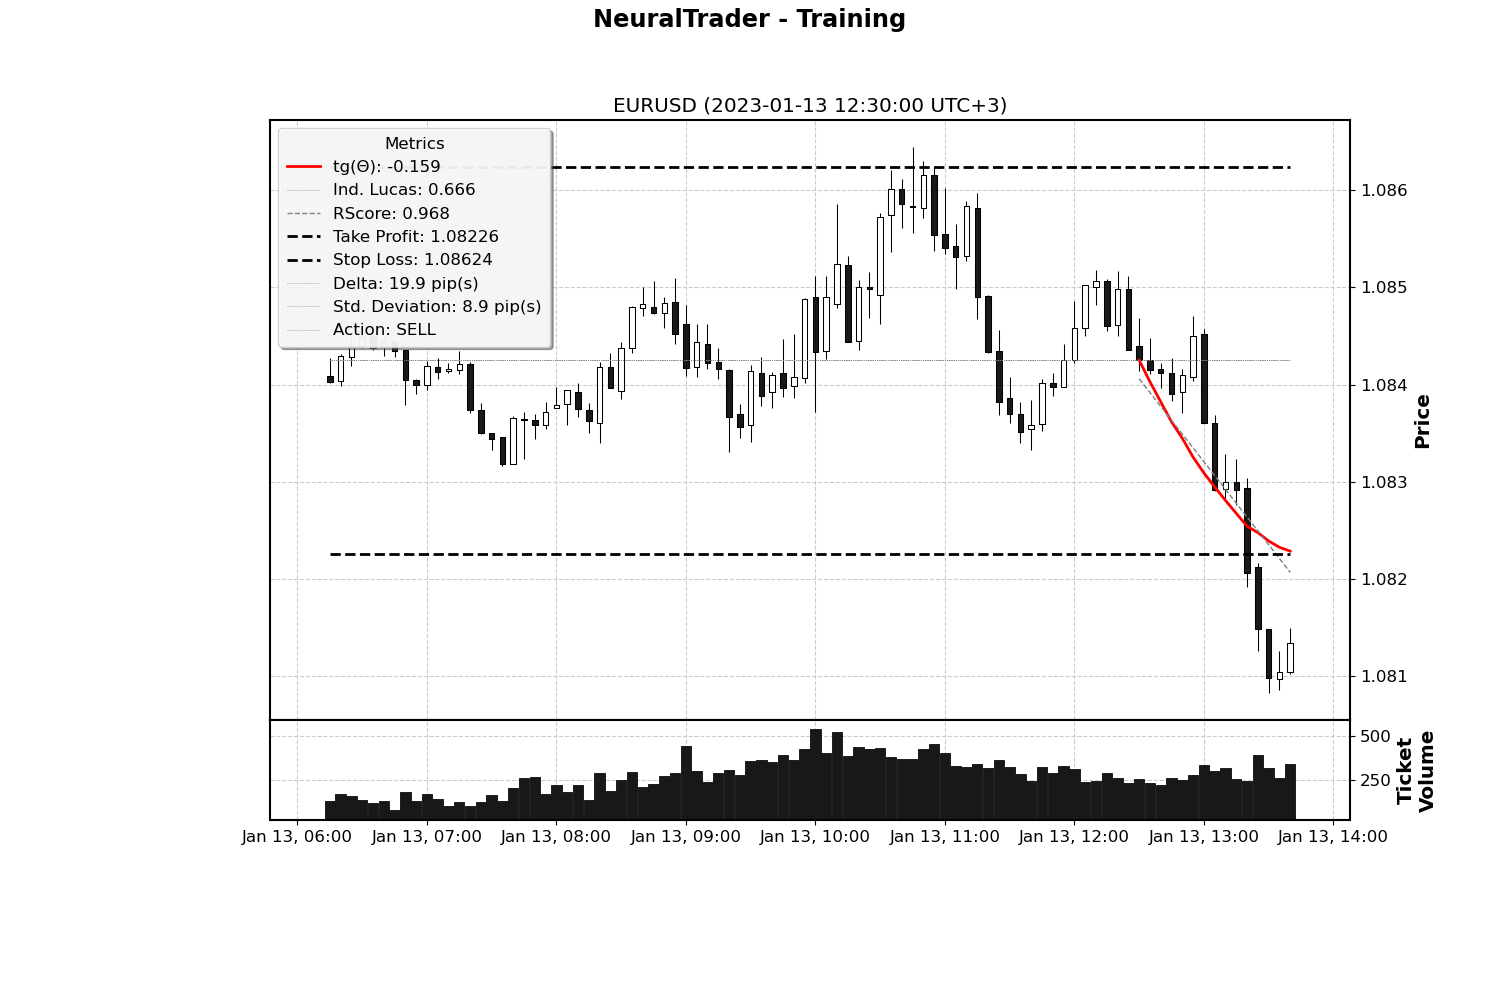 NeuralTrader - Training
EURUSD (2023-01-13 12:30:00 UTC+3)
Metrics
tg(Θ): -0.159
Ind. Lucas: 0.666
RScore: 0.968
Take Profit: 1.08226
Stop Loss: 1.08624
Delta: 19.9 pip(s)
Std. Deviation: 8.9 pip(s)
Action: SELL
1.086
1.085
1.084
1.083
1.082
1.081
Price
500
250
Ticket
Volume
Jan 13, 06:00 Jan 13, 07:00 Jan 13, 08:00 Jan 13, 09:00 Jan 13, 10:00 Jan 13, 11:00 Jan 13, 12:00 Jan 13, 13:00 Jan 13, 14:00